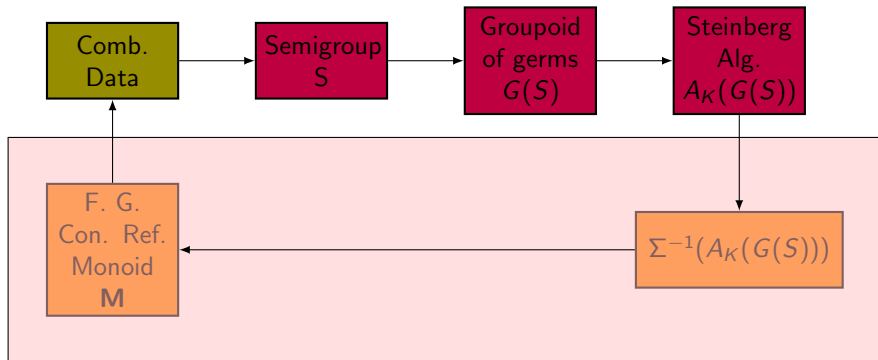 Comb.
Data
Semigroup
S
Groupoid
of germs
G(S)
Steinberg
Alg.
A_K(G(S))
F. G.
Con. Ref.
Monoid
M
Σ⁻¹(A_K(G(S)))